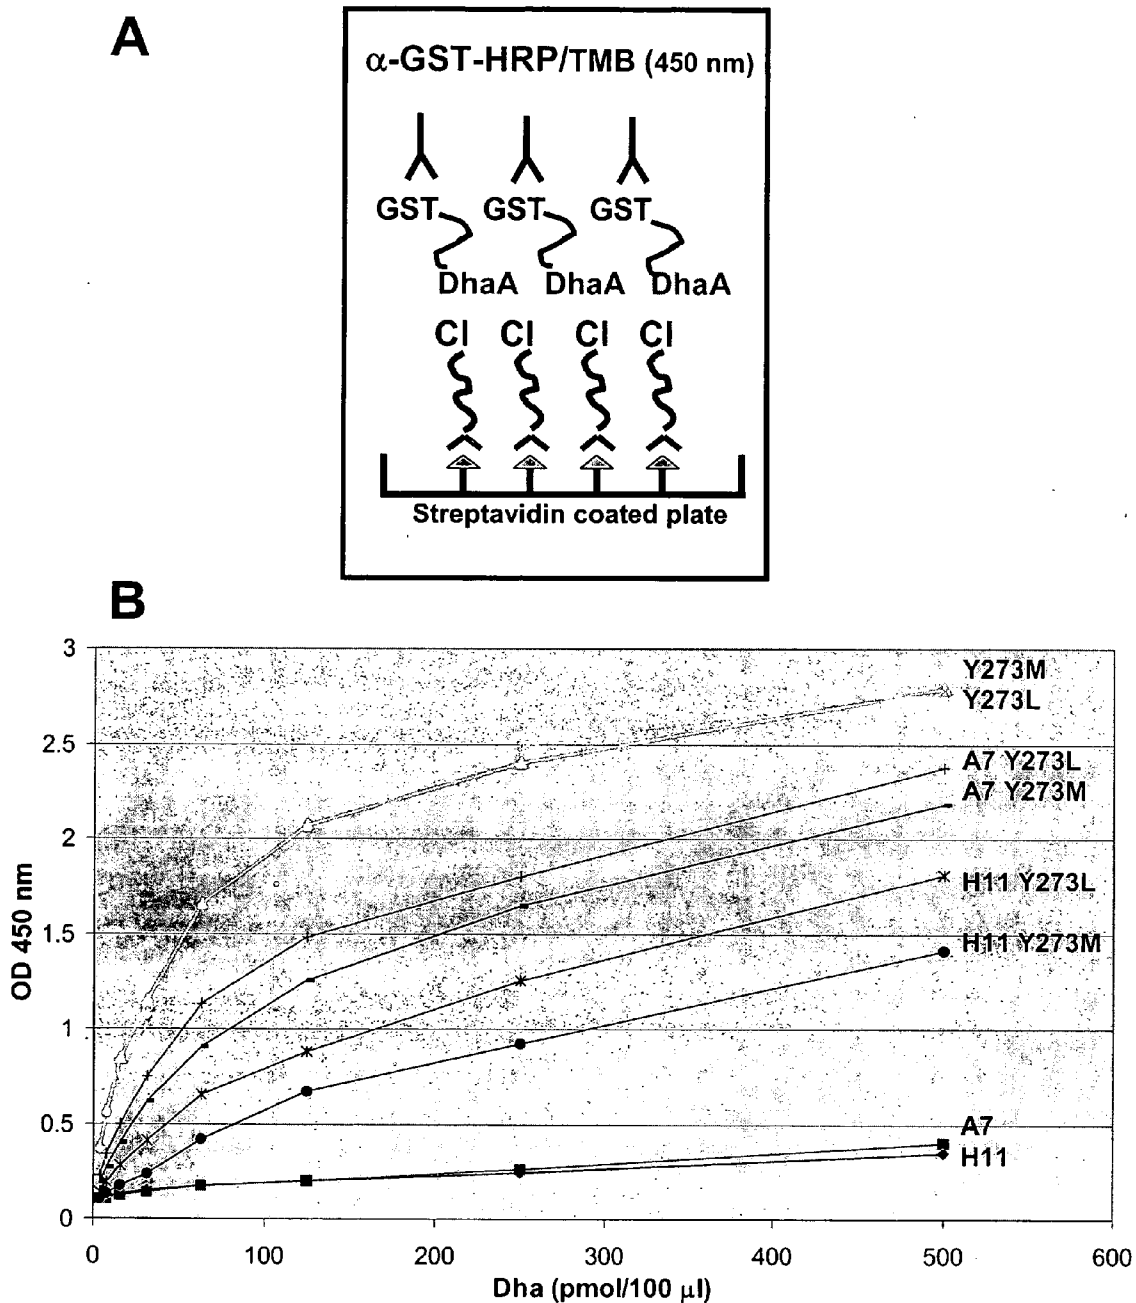 A
α-GST-HRP/TMB (450 nm)
GST GST GST
DhaA DhaA DhaA
Cl Cl Cl Cl
Streptavidin coated plate
B
3
2.5
2
1.5
1
0.5
0
OD 450 nm
Y273M
Y273L
A7 Y273L
A7 Y273M
H11 Y273L
H11 Y273M
A7
H11
0 100 200 300 400 500 600
Dha (pmol/100 μl)